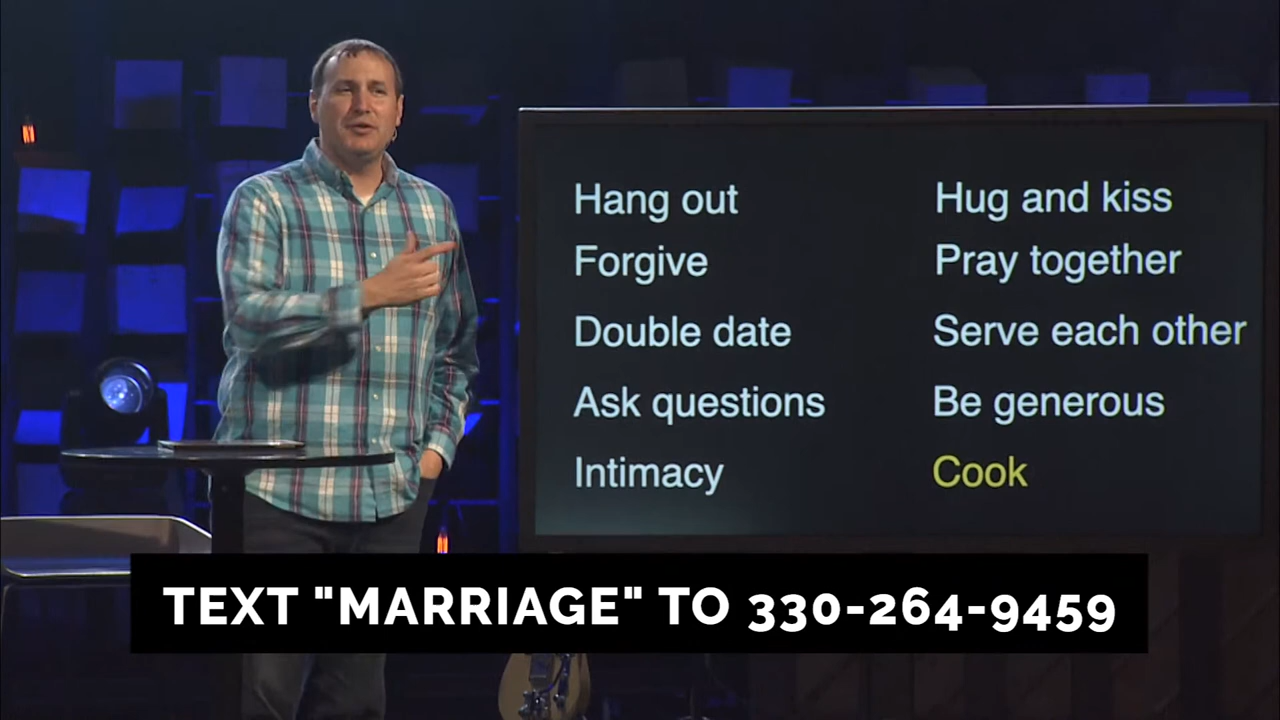 Hang out
Forgive
Double date
Ask questions
Intimacy
Hug and kiss
Pray together
Serve each other
Be generous
Cook
TEXT "MARRIAGE" TO 330-264-9459